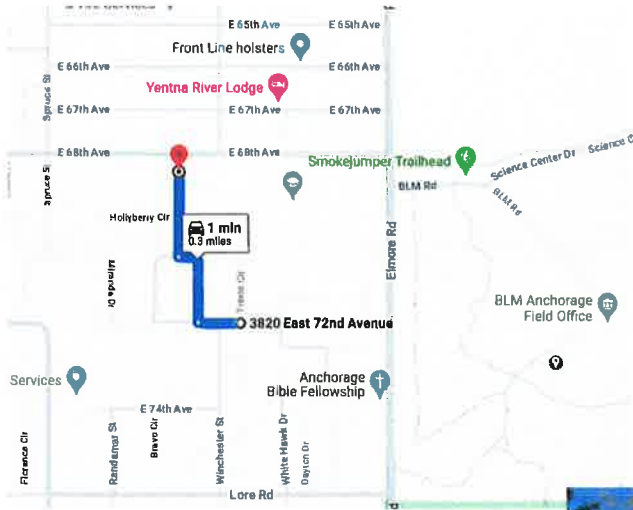 E 65th Ave
E 65th Ave
Front Line holsters
E 66th Ave
E 66th Ave
Spruce St
Yentna River Lodge
E 67th Ave
E 67th Ave
E 67th Ave
E 68th Ave
E 68th Ave
Smokejumper Trailhead
Science Center Dr
Science C
BLM Rd
BLM Rd
Spruce St
Hollyberry Cir
1 min
0.3 miles
Elmore Rd
BLM Anchorage
Field Office
3820 East 72nd Avenue
Services
Anchorage
Bible Fellowship
E 74th Ave
Florence Cir
Randamar St
Bravo Cir
Winchester St
White Hawk Dr
Dayton Dr
Lore Rd